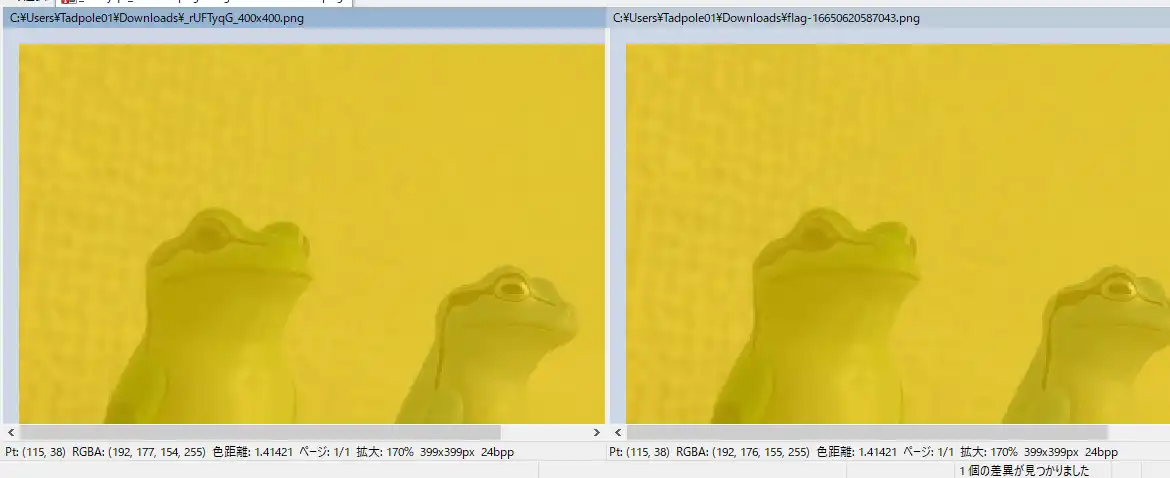 C:¥Users¥Tadpole01¥Downloads¥_rUFTyqG_400x400.png
C:¥Users¥Tadpole01¥Downloads¥flag-16650620587043.png
Pt: (115, 38) RGBA: (192, 177, 154, 255) 色距離: 1.41421 ページ: 1/1 拡大: 170% 399x399px 24bpp
Pt: (115, 38) RGBA: (192, 176, 155, 255) 色距離: 1.41421 ページ: 1/1 拡大: 170% 399x399px 24bpp
1 個の差異が見つかりました